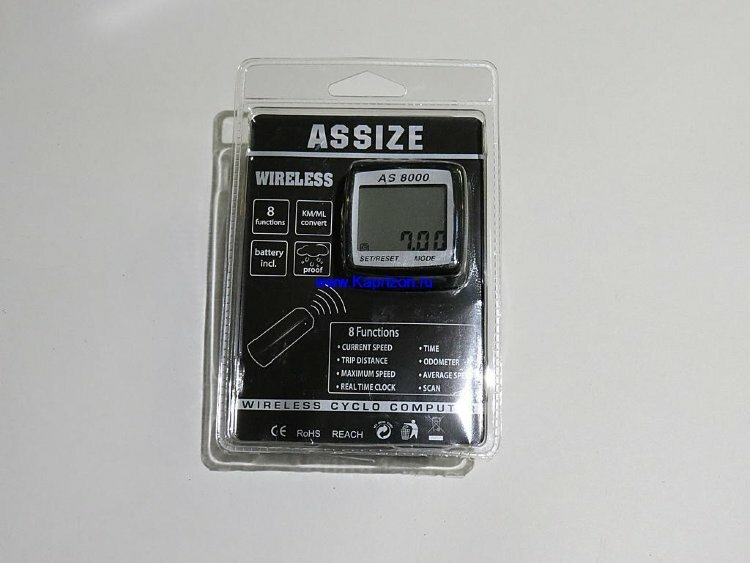 ASSIZE
WIRELESS
AS 8000
8
functions
KM/ML
convert
7.00
battery
incl.
proof
SET/RESET MODE
www.Kaprizon.ru
8 Functions
• CURRENT SPEED
• TRIP DISTANCE
• MAXIMUM SPEED
• REAL TIME CLOCK
• TIME
• ODOMETER
• AVERAGE SP
• SCAN
WIRELESS CYCLO COMPUT
CE RoHS REACH